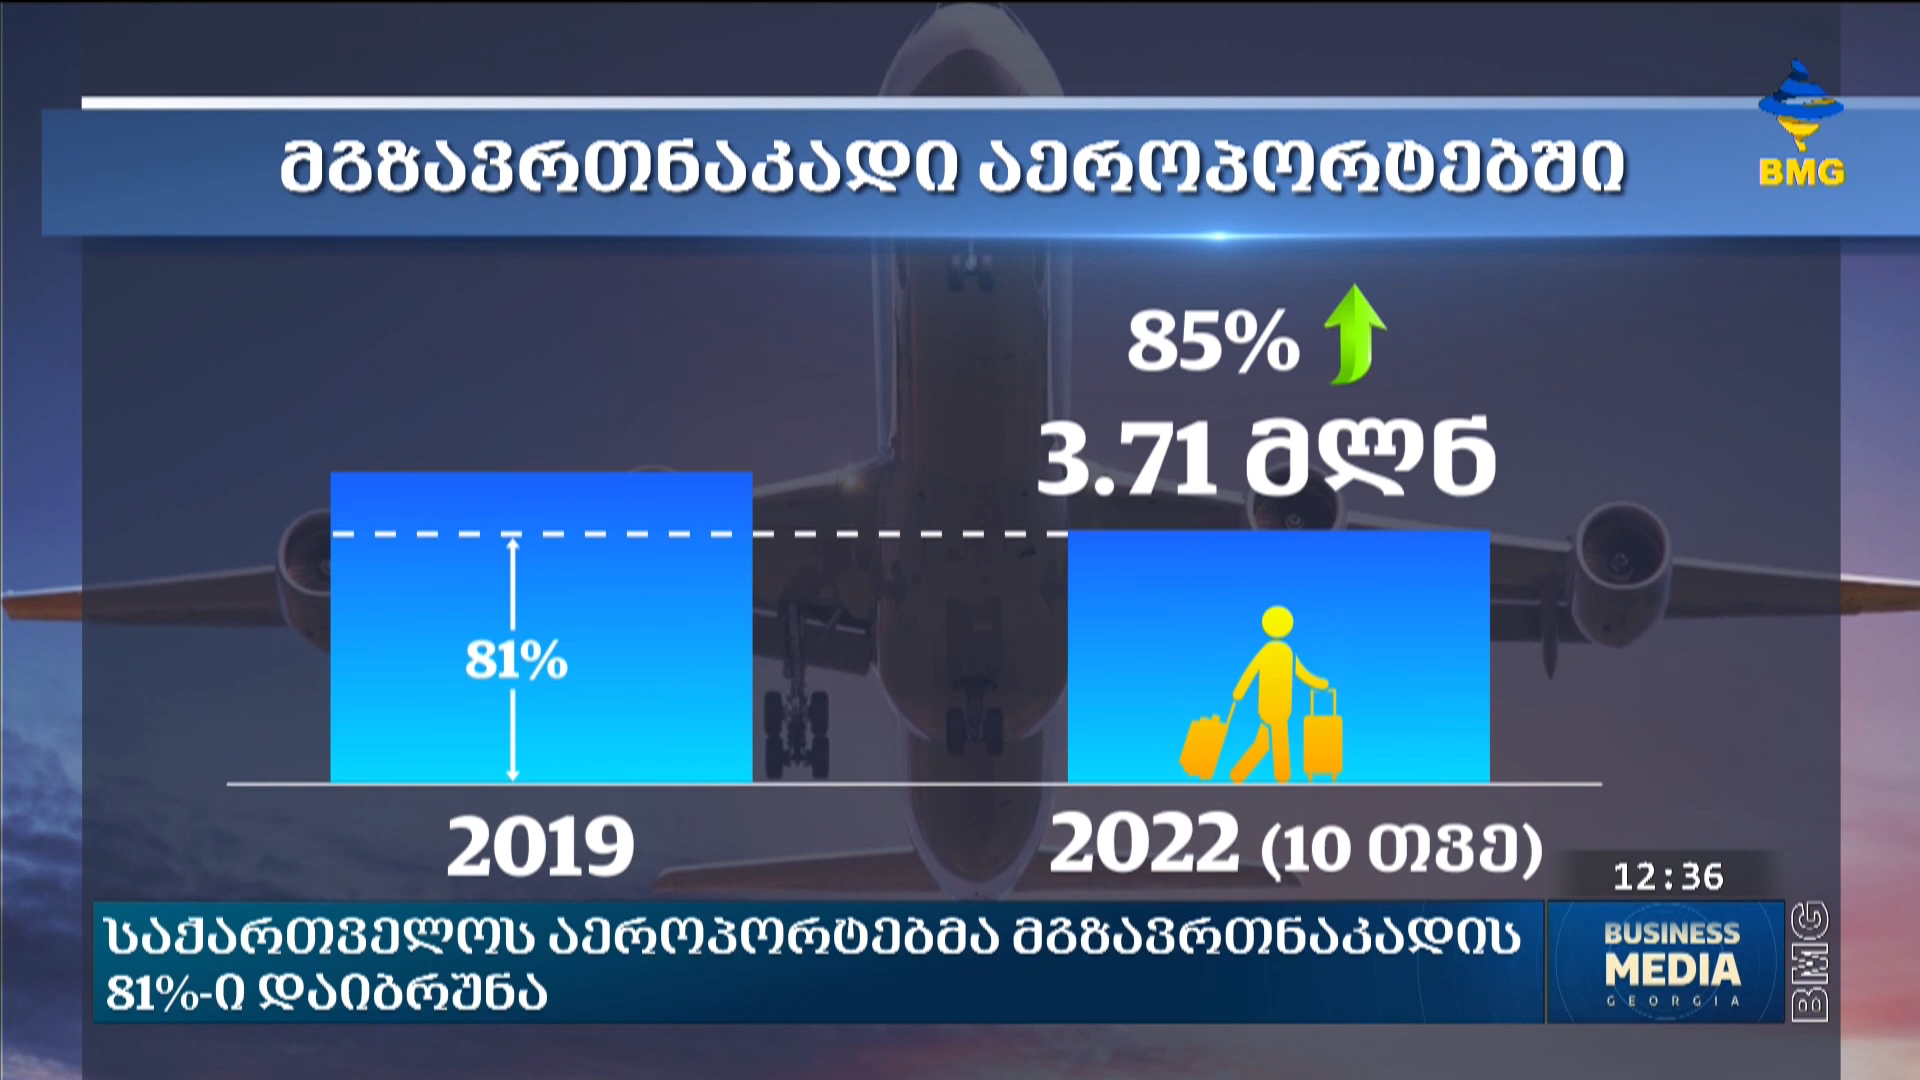 მგზავრთნაკადი აეროპორტებში
BMG
85%
3.71 მლნ
81%
2019
2022 (10 თვე)
12:36
საქართველოს აეროპორტებმა მგზავრთნაკადის
81%-ი დაიბრუნა
BUSINESS
MEDIA
GEORGIA
BMG